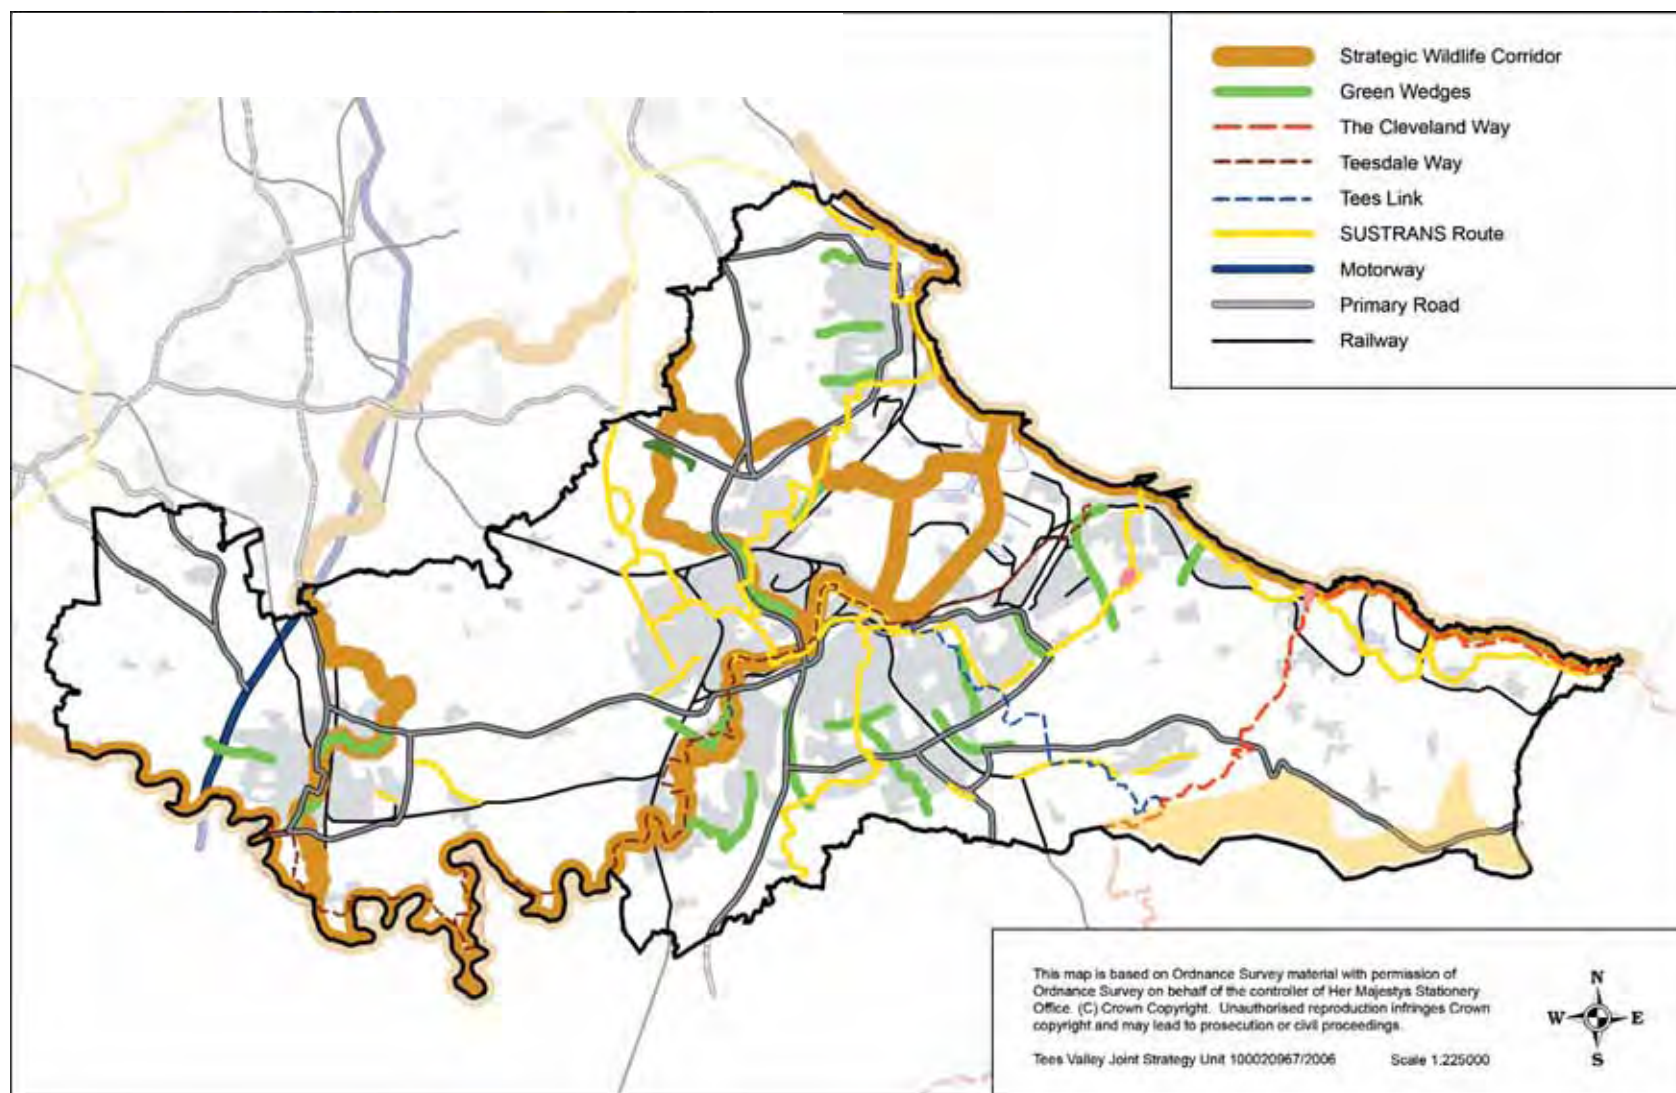 Strategic Wildlife Corridor
Green Wedges
The Cleveland Way
Teesdale Way
Tees Link
SUSTRANS Route
Motorway
Primary Road
Railway
This map is based on Ordnance Survey material with permission of
Ordnance Survey on behalf of the controller of Her Majestys Stationery
Office. (C) Crown Copyright. Unauthorised reproduction infringes Crown
copyright and may lead to prosecution or civil proceedings.
Tees Valley Joint Strategy Unit 100020967/2006 Scale 1:225000
N
W E
S